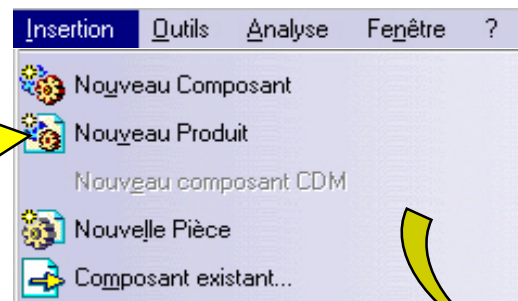 Insertion Outils Analyse Fenêtre ?
Nouveau Composant
Nouveau Produit
Nouveau composant CDM
Nouvelle Pièce
Composant existant...